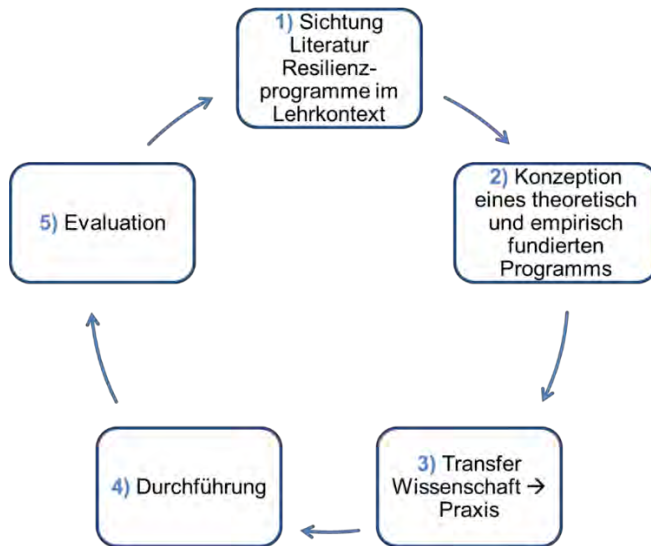 1) Sichtung
Literatur
Resilienz-
programme im
Lehrkontext
2) Konzeption
eines theoretisch
und empirisch
fundierten
Programms
3) Transfer
Wissenschaft →
Praxis
4) Durchführung
5) Evaluation